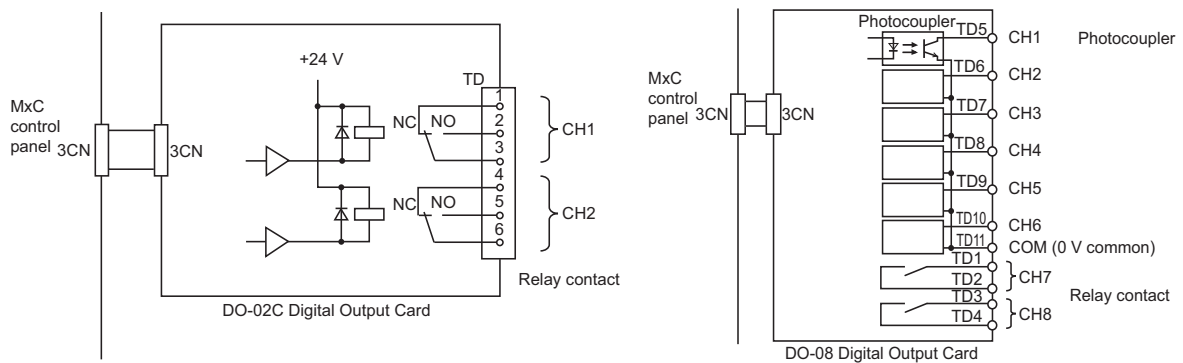 +24 V
TD
MxC
control
panel
3CN
3CN
NC
NO
1
2
3
CH1
NC
NO
4
5
6
CH2
Relay contact
DO-02C Digital Output Card
Photocoupler
TD5
CH1
Photocoupler
TD6
CH2
MxC
control
panel
3CN
3CN
TD7
CH3
TD8
CH4
TD9
CH5
TD10
CH6
TD11
COM (0 V common)
TD1
TD2
CH7
Relay contact
TD3
TD4
CH8
DO-08 Digital Output Card